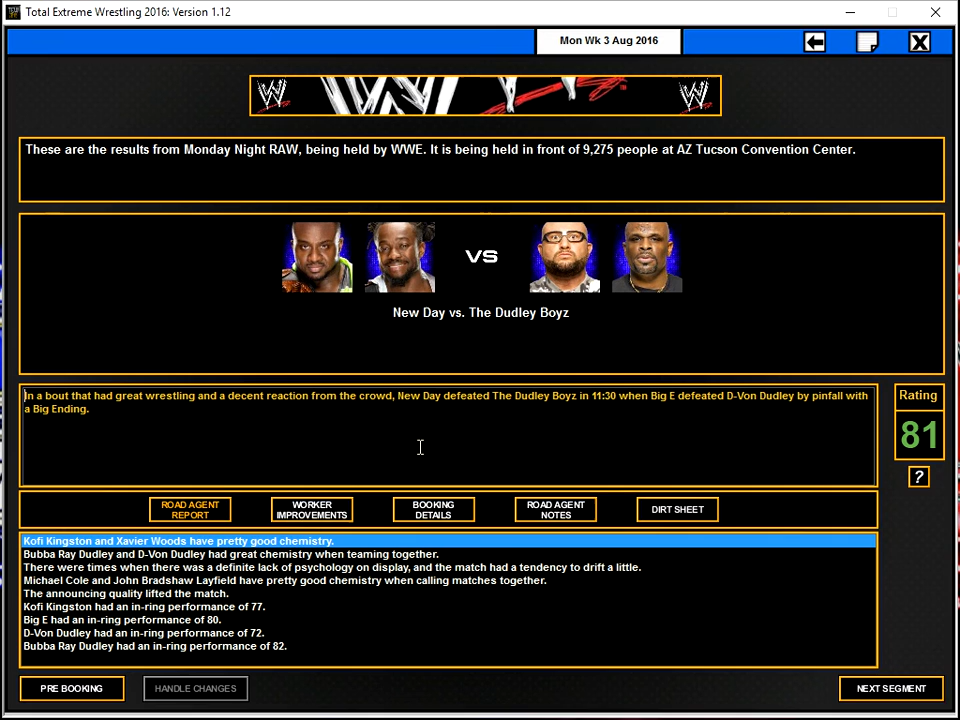 Total Extreme Wrestling 2016: Version 1.12
Mon Wk 3 Aug 2016
These are the results from Monday Night RAW, being held by WWE. It is being held in front of 9,275 people at AZ Tucson Convention Center.
VS
New Day vs. The Dudley Boyz
In a bout that had great wrestling and a decent reaction from the crowd, New Day defeated The Dudley Boyz in 11:30 when Big E defeated D-Von Dudley by pinfall with
a Big Ending.
Rating
81
?
ROAD AGENT
REPORT
WORKER
IMPROVEMENTS
BOOKING
DETAILS
ROAD AGENT
NOTES
DIRT SHEET
Kofi Kingston and Xavier Woods have pretty good chemistry.
Bubba Ray Dudley and D-Von Dudley had great chemistry when teaming together.
There were times when there was a definite lack of psychology on display, and the match had a tendency to drift a little.
Michael Cole and John Bradshaw Layfield have pretty good chemistry when calling matches together.
The announcing quality lifted the match.
Kofi Kingston had an in-ring performance of 77.
Big E had an in-ring performance of 80.
D-Von Dudley had an in-ring performance of 72.
Bubba Ray Dudley had an in-ring performance of 82.
PRE BOOKING
HANDLE CHANGES
NEXT SEGMENT